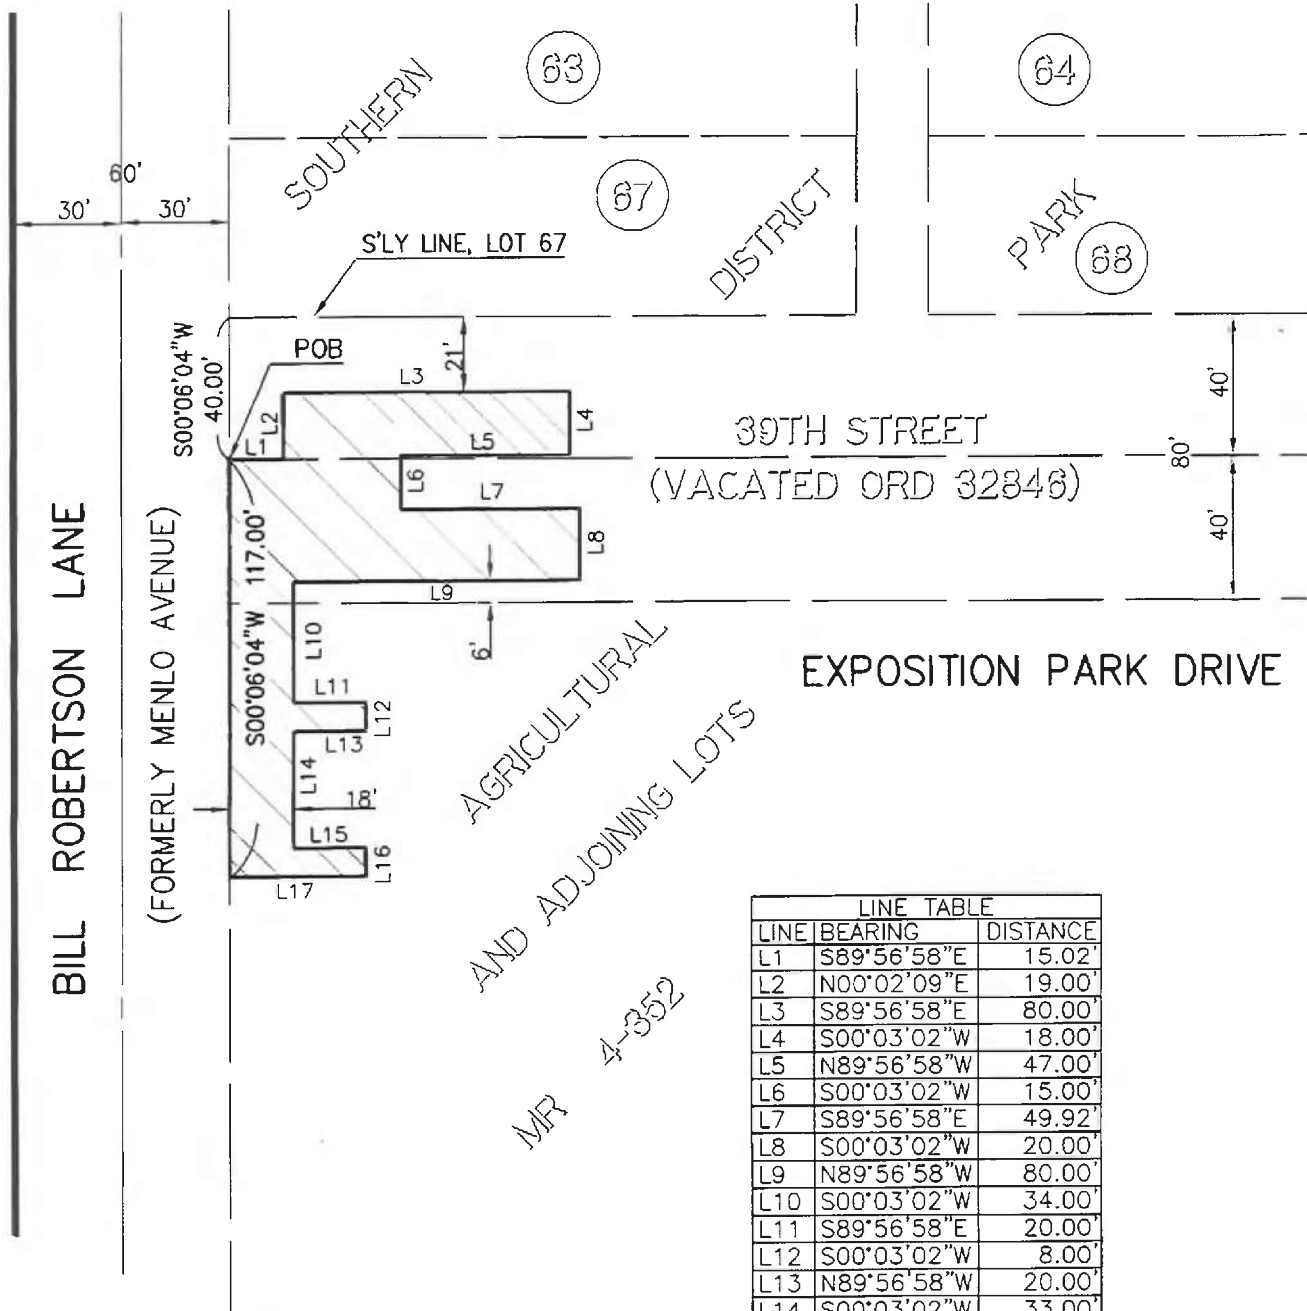 63
64
SOUTHERN
60'
30'
30'
67
DISTRICT
PARK
68
S'LY LINE, LOT 67
S00°06'04"W
40.00'
POB
21'
L3
L2
L4
L1
L5
40'
39TH STREET
80'
(VACATED ORD 32846)
L6
L7
L8
40'
S00°06'04"W 117.00'
L9
6'
L10
EXPOSITION PARK DRIVE
BILL ROBERTSON LANE
(FORMERLY MENLO AVENUE)
L11
L12
L13
L14
18'
L15
L16
L17
AGRICULTURAL
AND ADJOINING LOTS
MR 4-352
LINE TABLE
LINE BEARING DISTANCE
L1 S89°56'58"E 15.02'
L2 N00°02'09"E 19.00'
L3 S89°56'58"E 80.00'
L4 S00°03'02"W 18.00'
L5 N89°56'58"W 47.00'
L6 S00°03'02"W 15.00'
L7 S89°56'58"E 49.92'
L8 S00°03'02"W 20.00'
L9 N89°56'58"W 80.00'
L10 S00°03'02"W 34.00'
L11 S89°56'58"E 20.00'
L12 S00°03'02"W 8.00'
L13 N89°56'58"W 20.00'
L14 S00°03'02"W 33.00'